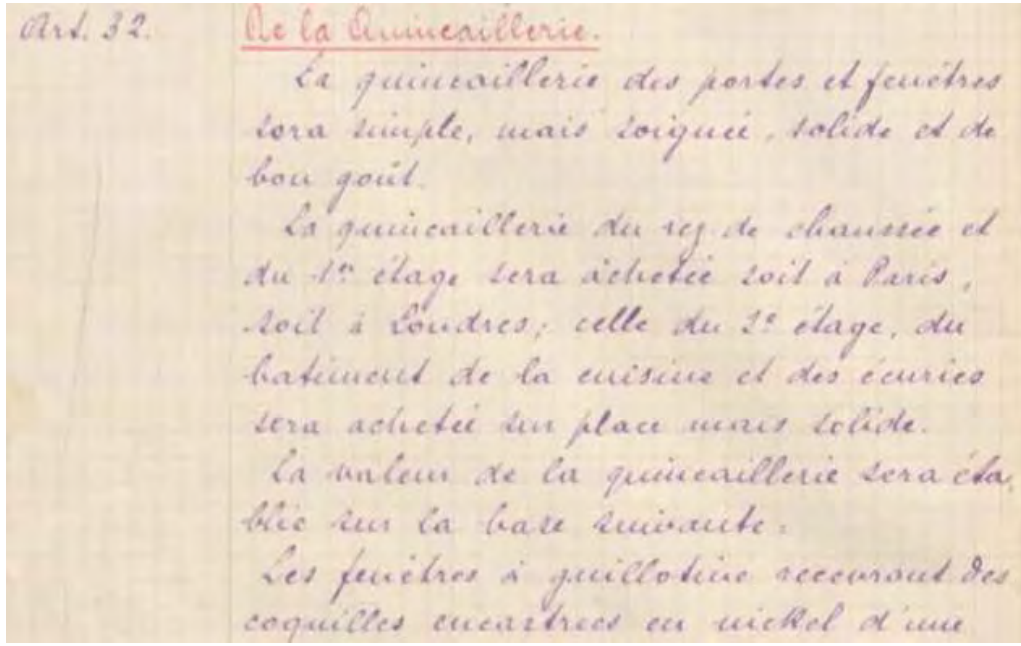 Art. 32. De la Quincaillerie.
La quincaillerie des portes et fenêtres
sera simple, mais soignée, solide et de
bon goût.
La quincaillerie du rez de chaussée et
du 1er étage sera achetée soit à Paris,
soit à Londres; celle du 2e étage, du
batiment de la cuisine et des écuries
sera achetée sur place mais solide.
La valeur de la quincaillerie sera éta-
blie sur la base suivante:
Les fenêtres à guillotine recevront des
coquilles encastrees en nickel d'une